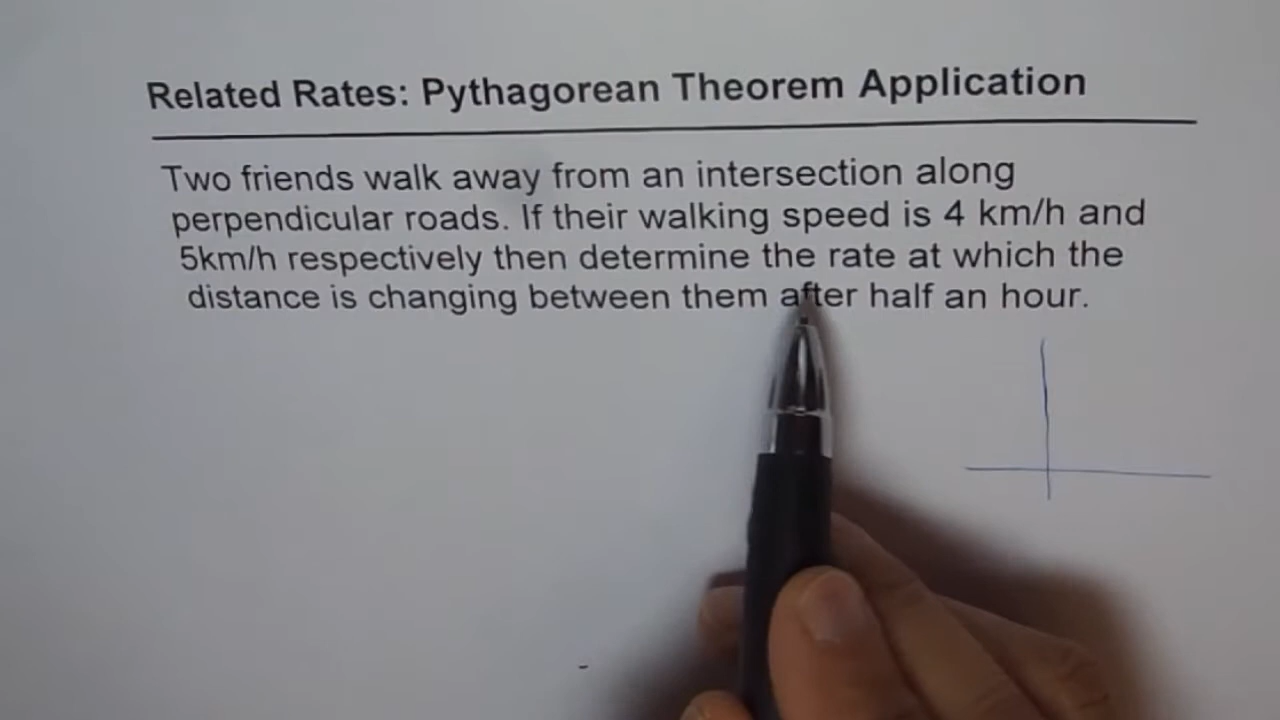 Related Rates: Pythagorean Theorem Application
Two friends walk away from an intersection along
perpendicular roads. If their walking speed is 4 km/h and
5km/h respectively then determine the rate at which the
distance is changing between them after half an hour.